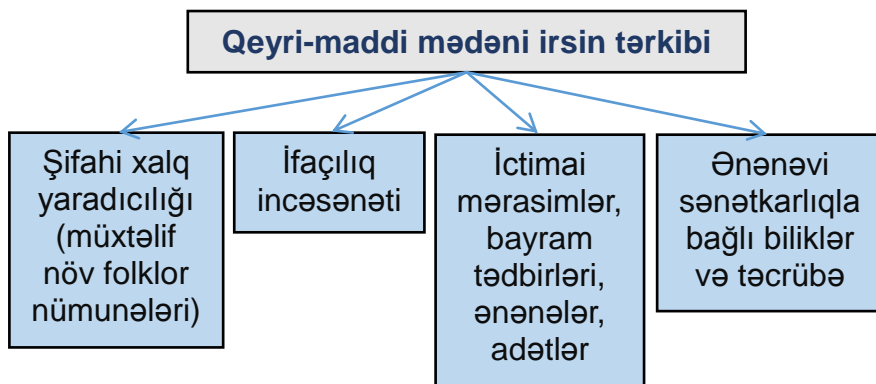 Qeyri-maddi mədəni irsin tərkibi
Şifahi xalq
yaradıcılığı
(müxtəlif
növ folklor
nümunələri)
İfaçılıq
incəsənəti
İctimai
mərasimlər,
bayram
tədbirləri,
ənənələr,
adətlər
Ənənəvi
sənətkarlıqla
bağlı biliklər
və təcrübə